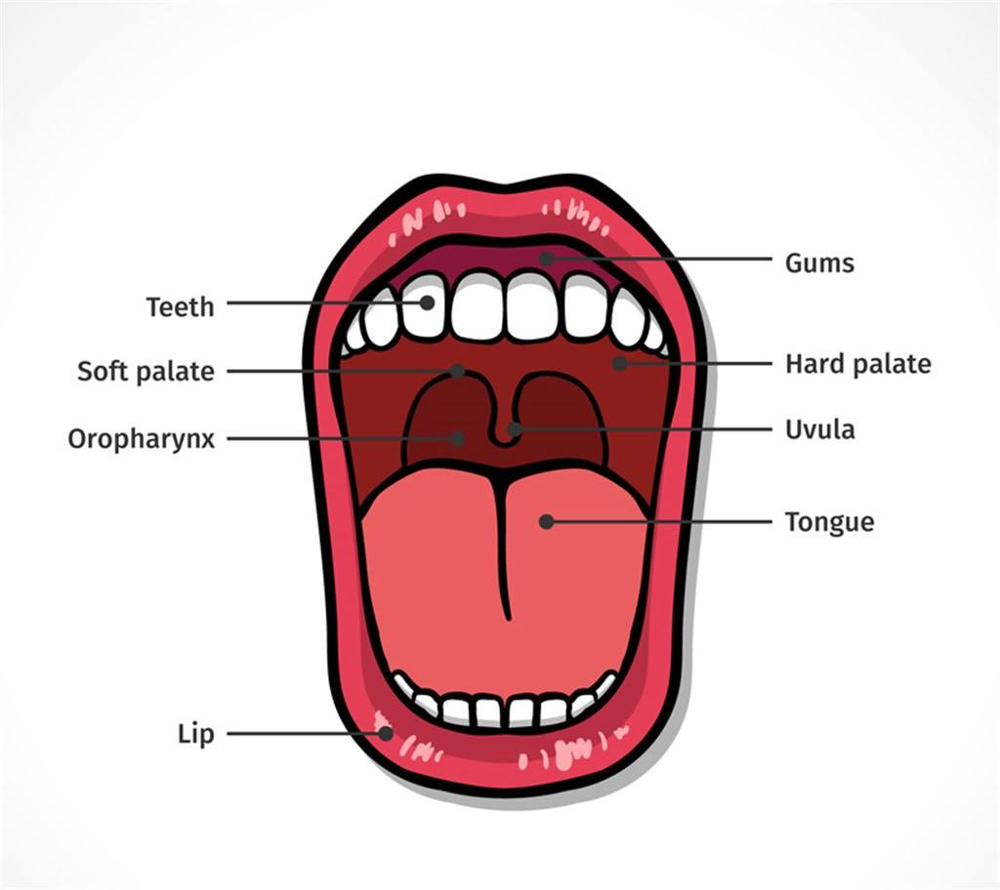 Gums
Teeth
Hard palate
Soft palate
Uvula
Oropharynx
Tongue
Lip